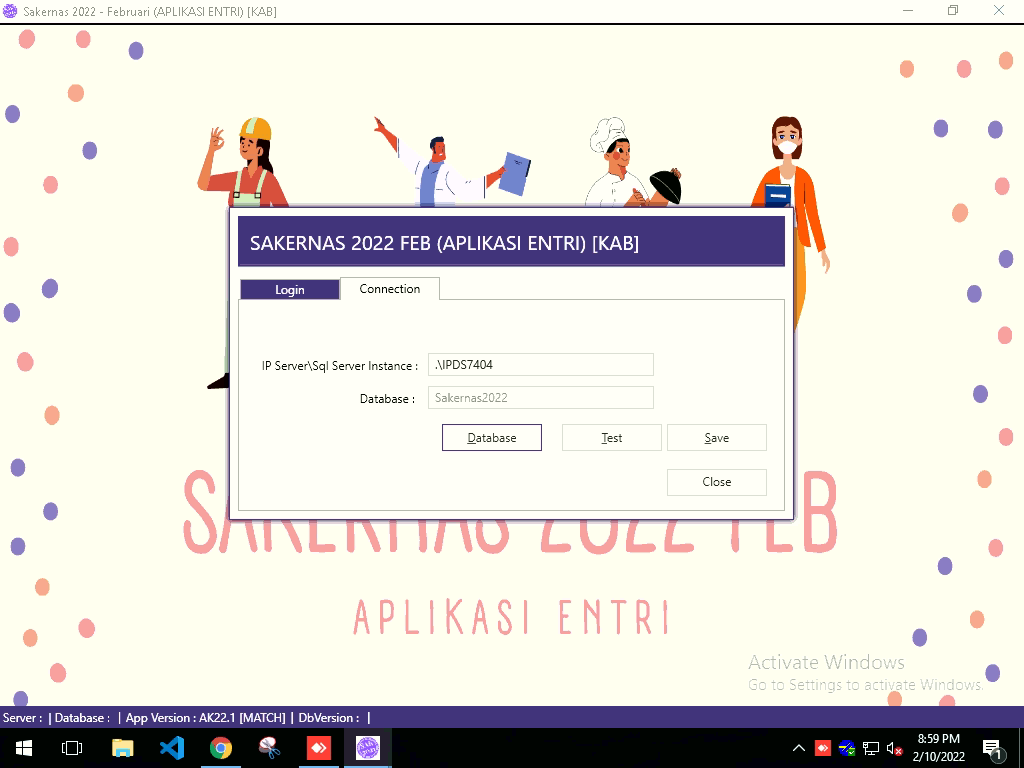 Sakernas 2022 - Februari (APLIKASI ENTRI) [KAB]
SAKERNAS 2022 FEB (APLIKASI ENTRI) [KAB]
Login
Connection
IP Server\Sql Server Instance :
.\IPDS7404
Database :
Sakernas2022
Database
Test
Save
Close
SAKERNAS 2022 FEB
APLIKASI ENTRI
Activate Windows
Go to Settings to activate Windows.
Server : | Database : | App Version : AK22.1 [MATCH] | DbVersion : |
8:59 PM
2/10/2022
1